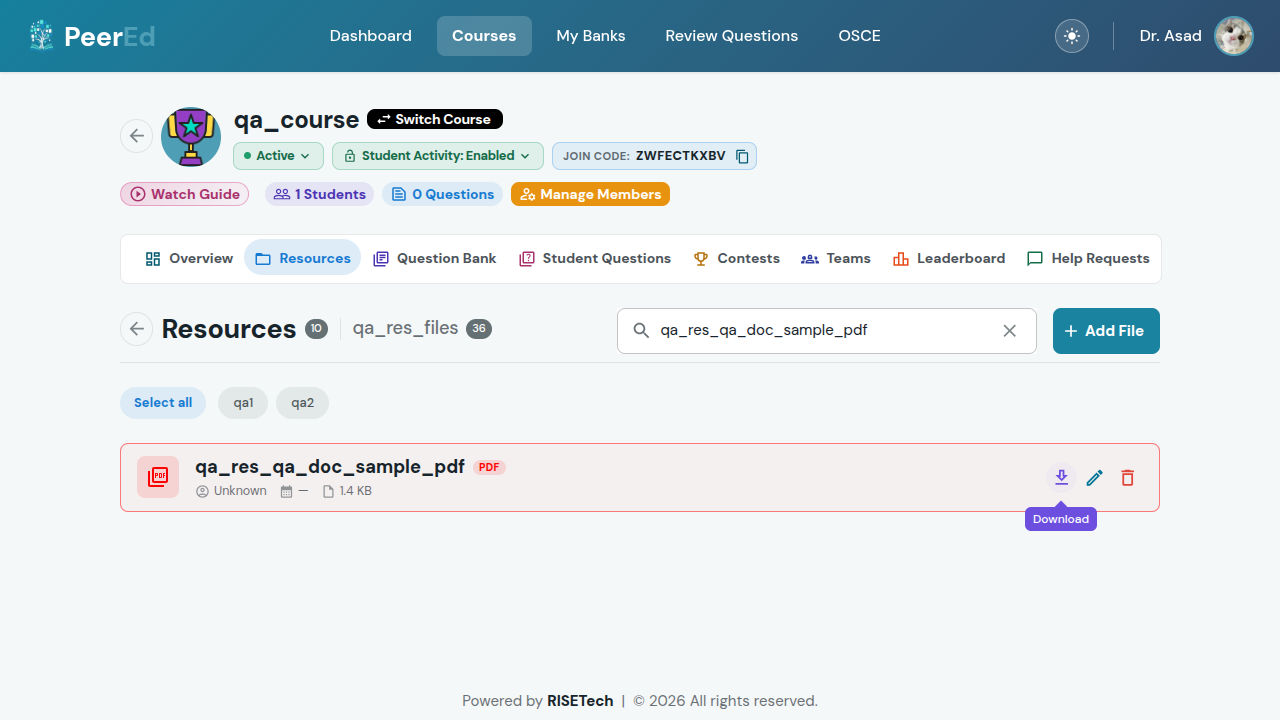 PeerEd
Dashboard
Courses
My Banks
Review Questions
OSCE
Dr. Asad
qa_course
Switch Course
Active
Student Activity: Enabled
JOIN CODE: ZWFECTKXBV
Watch Guide
1 Students
0 Questions
Manage Members
Overview
Resources
Question Bank
Student Questions
Contests
Teams
Leaderboard
Help Requests
Resources 10
qa_res_files 36
qa_res_qa_doc_sample_pdf
Add File
Select all
qa1
qa2
PDF
qa_res_qa_doc_sample_pdf PDF
Unknown
—
1.4 KB
Download
Powered by RISETech | © 2026 All rights reserved.